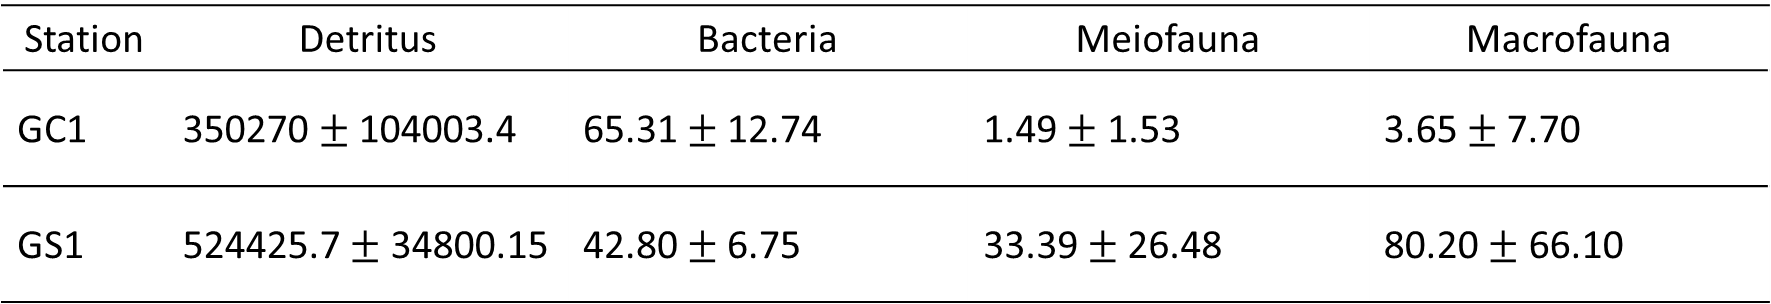 Station Detritus Bacteria Meiofauna Macrofauna
GC1 350270 ± 104003.4 65.31 ± 12.74 1.49 ± 1.53 3.65 ± 7.70
GS1 524425.7 ± 34800.15 42.80 ± 6.75 33.39 ± 26.48 80.20 ± 66.10